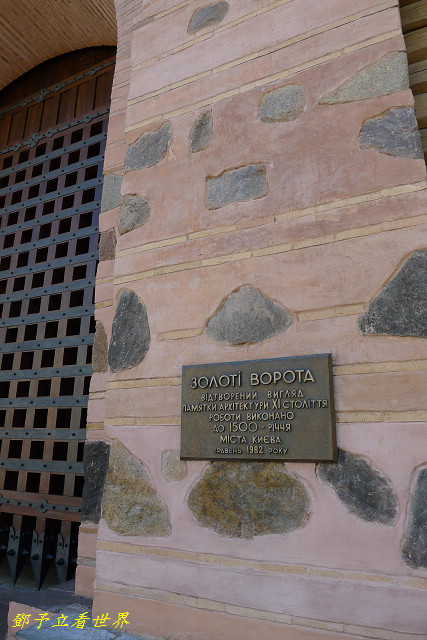 ЗОЛОТІ ВОРОТА
ВІДТВОРЕНИЙ ВИГЛЯД
ПАМ'ЯТКИ АРХІТЕКТУРИ XI СТОЛІТТЯ
РОБОТИ ВИКОНАНО
ДО 1500-РІЧЧЯ
МІСТА КИЄВА
ТРАВЕНЬ 1982 РОКУ
鄧予立看世界